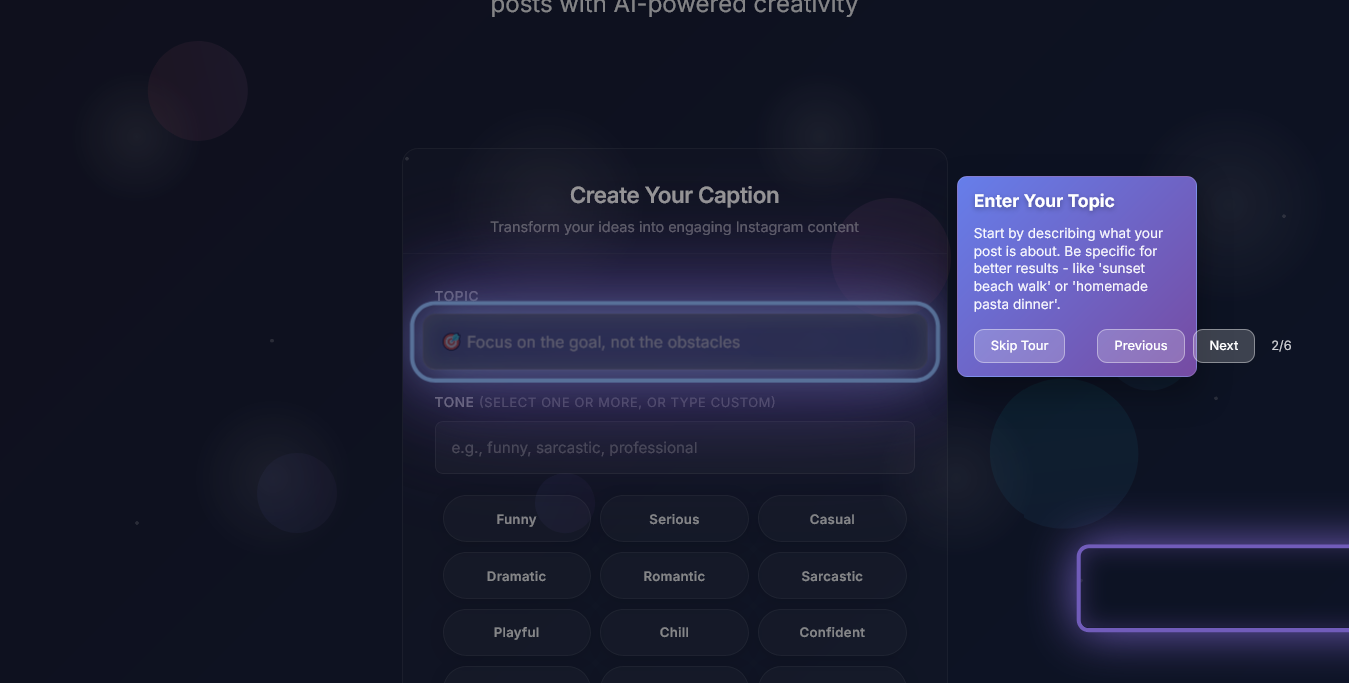 posts with AI-powered creativity
Create Your Caption
Transform your ideas into engaging Instagram content
TOPIC
🎯 Focus on the goal, not the obstacles
TONE (SELECT ONE OR MORE, OR TYPE CUSTOM)
e.g., funny, sarcastic, professional
Funny
Serious
Casual
Dramatic
Romantic
Sarcastic
Playful
Chill
Confident
Enter Your Topic
Start by describing what your
post is about. Be specific for
better results - like 'sunset
beach walk' or 'homemade
pasta dinner'.
Skip Tour
Previous
Next
2/6